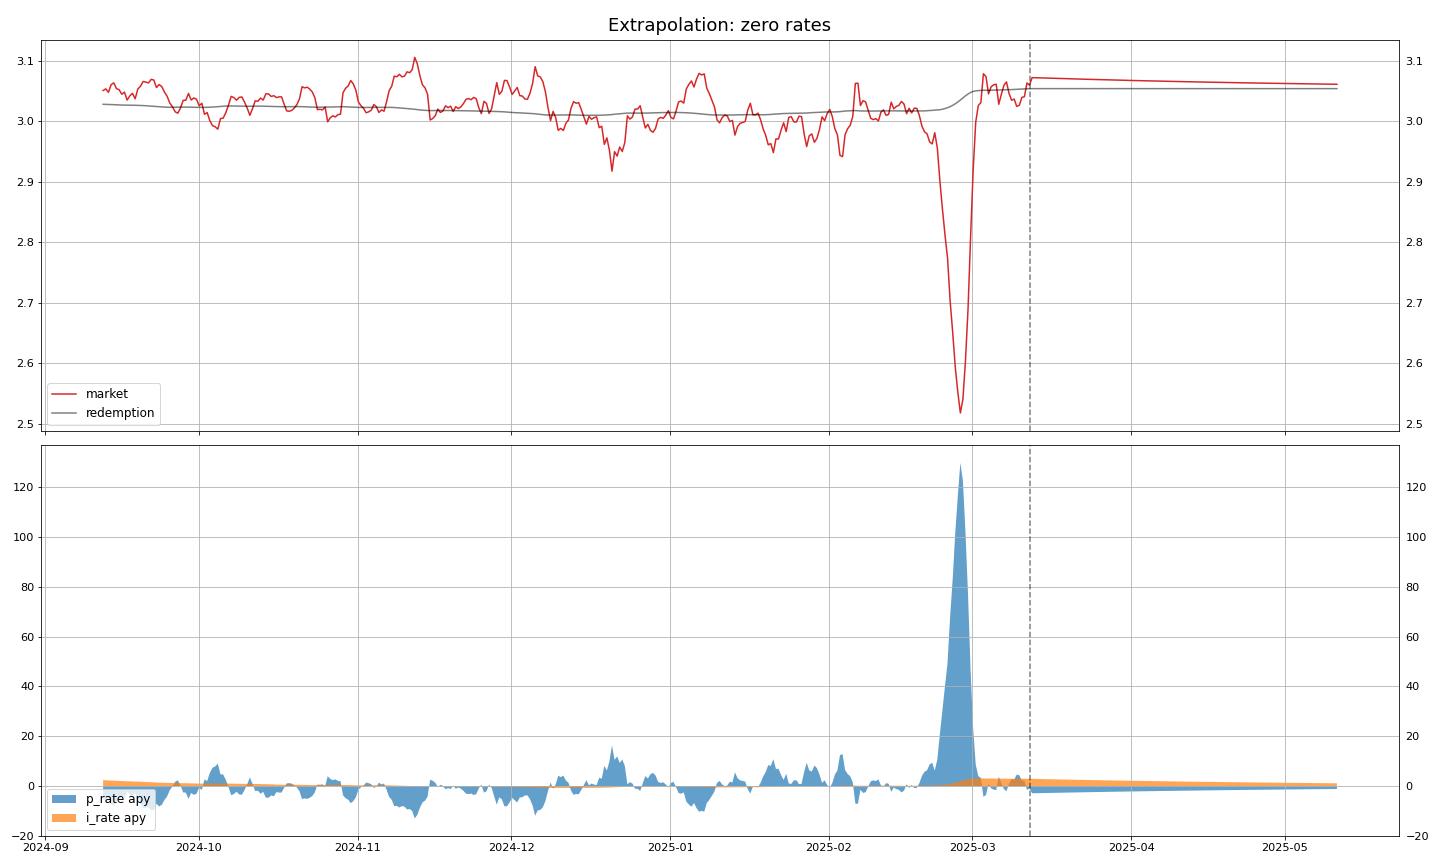 Extrapolation: zero rates
3.1 3.1
3.0 3.0
2.9 2.9
2.8 2.8
2.7 2.7
2.6 2.6
2.5 2.5
market
redemption
120 120
100 100
80 80
60 60
40 40
20 20
0 0
−20 −20
p_rate apy
i_rate apy
2024-09 2024-10 2024-11 2024-12 2025-01 2025-02 2025-03 2025-04 2025-05